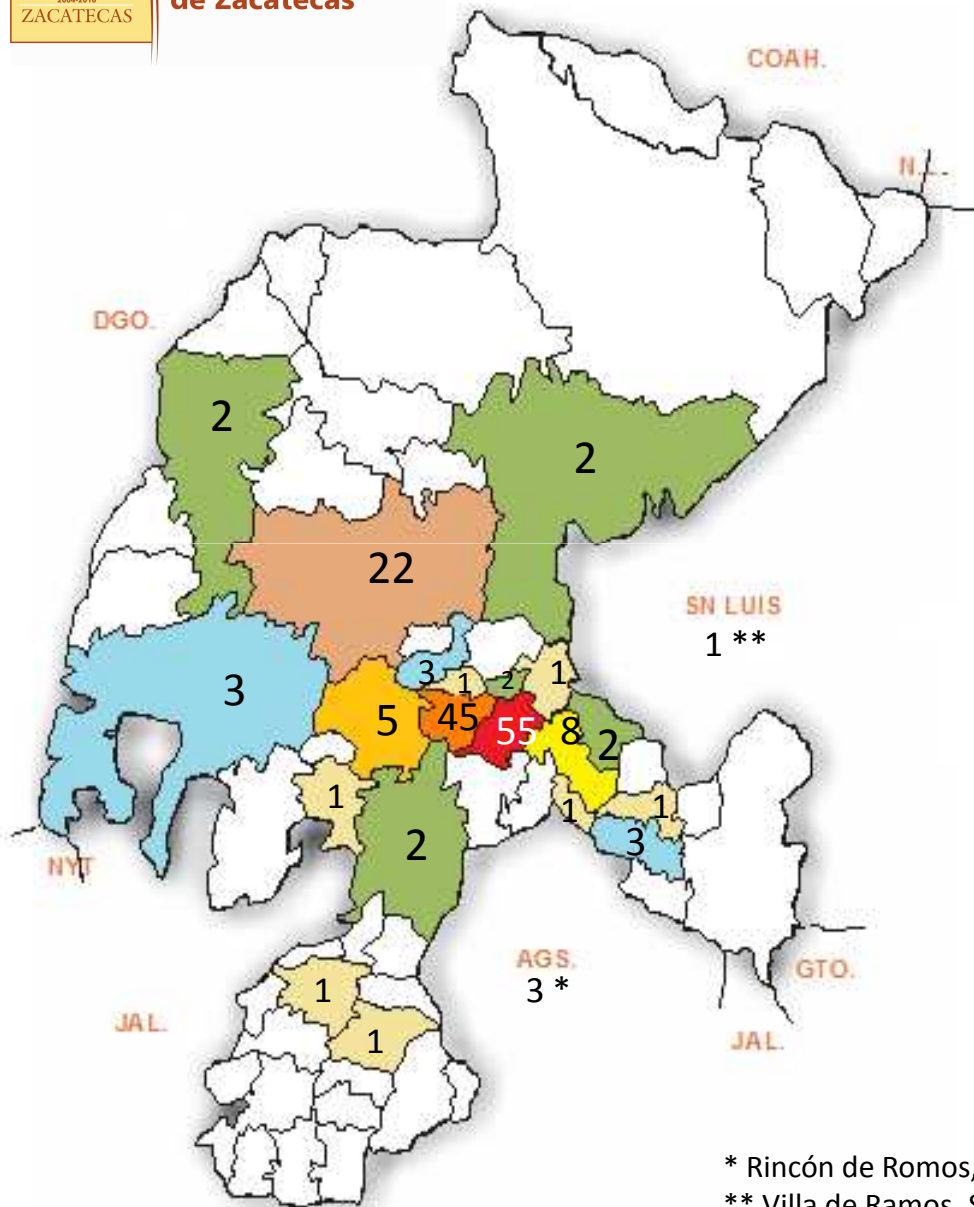 de Zacatecas
2004-2010
ZACATECAS
COAH.
N.L.
DGO.
2
2
22
SN LUIS
1 **
3
3
1
2
1
5
45
55
8
2
1
1
1
3
2
NYT
AGS.
3 *
GTO.
1
JAL.
1
JAL.
* Rincón de Romos,
** Villa de Ramos,